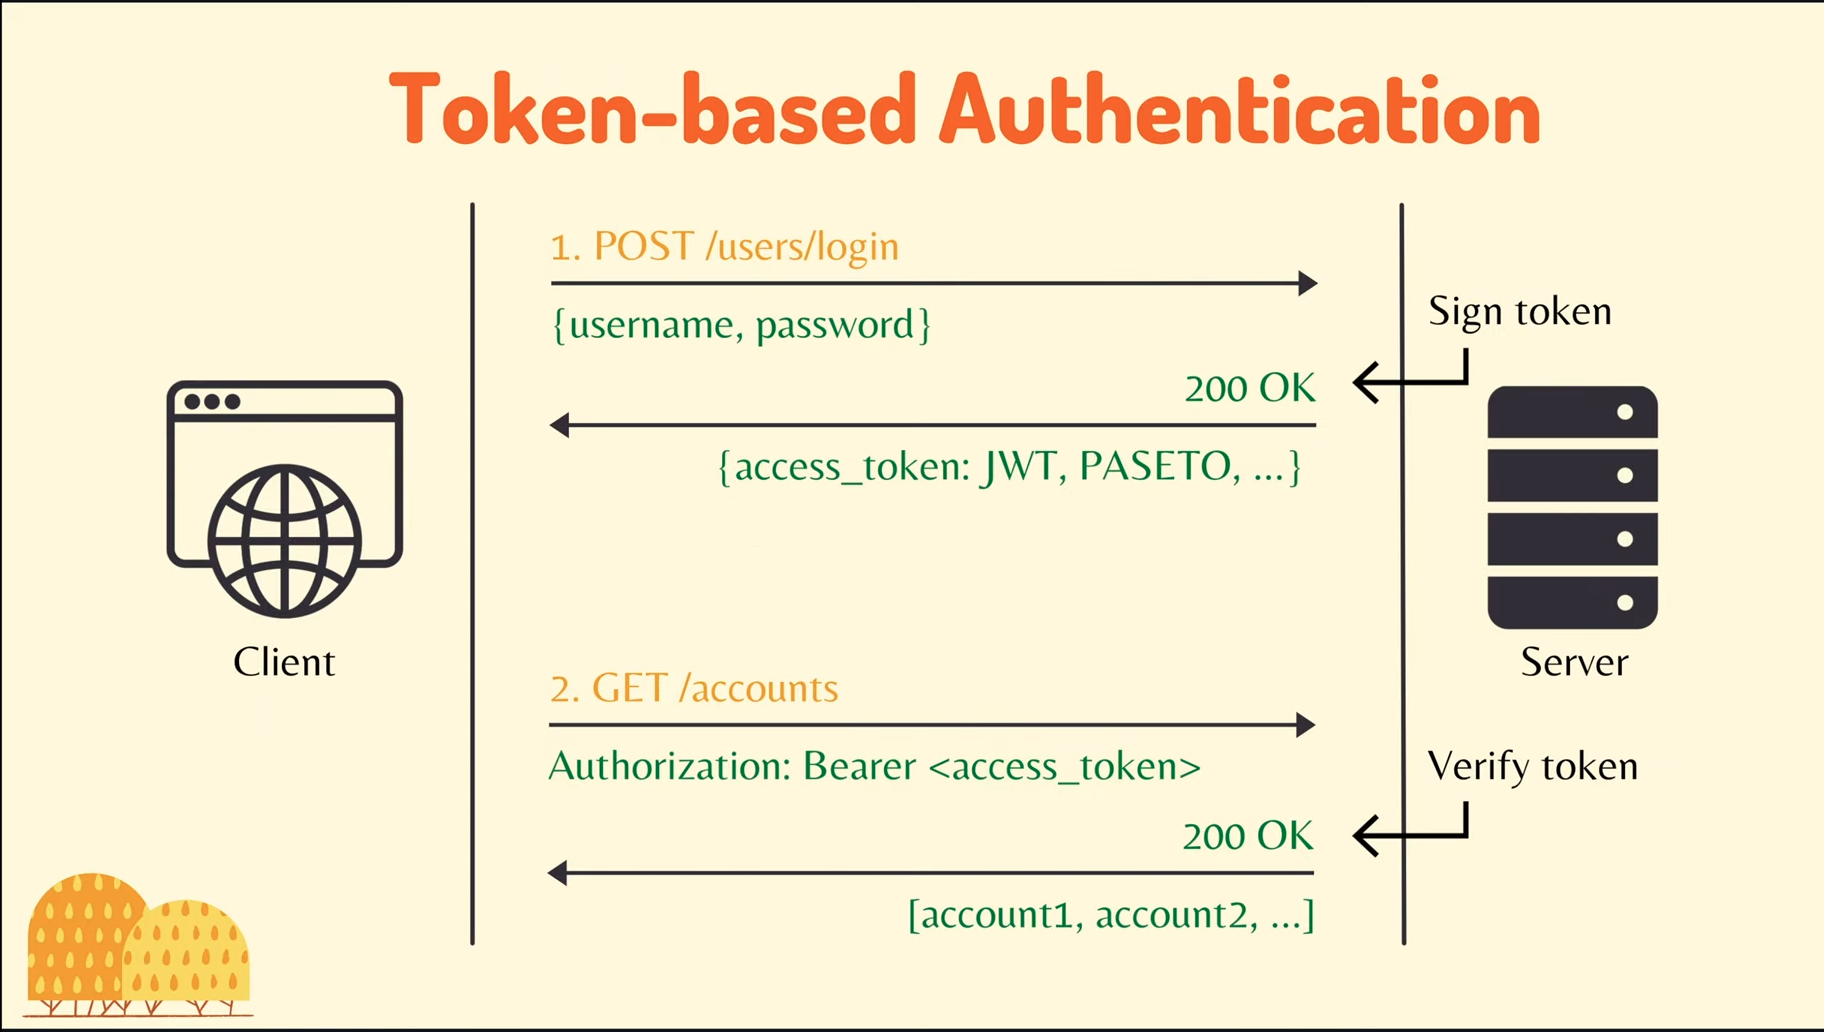 Token-based Authentication
1. POST /users/login
{username, password}
Sign token
200 OK
{access_token: JWT, PASETO, ...}
Client
Server
2. GET /accounts
Authorization: Bearer <access_token>
Verify token
200 OK
[account1, account2, ...]